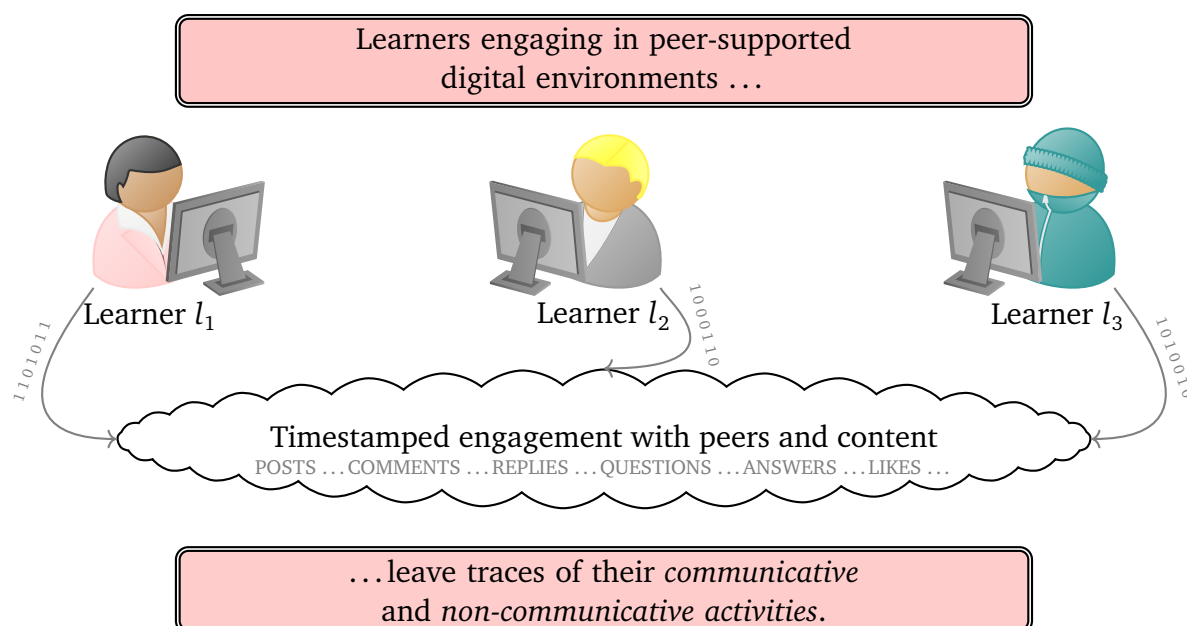 Learners engaging in peer-supported
digital environments …
Learner l₁
Learner l₂
Learner l₃
1101011
1000110
1010010
Timestamped engagement with peers and content
POSTS … COMMENTS … REPLIES … QUESTIONS … ANSWERS … LIKES …
… leave traces of their communicative
and non-communicative activities.